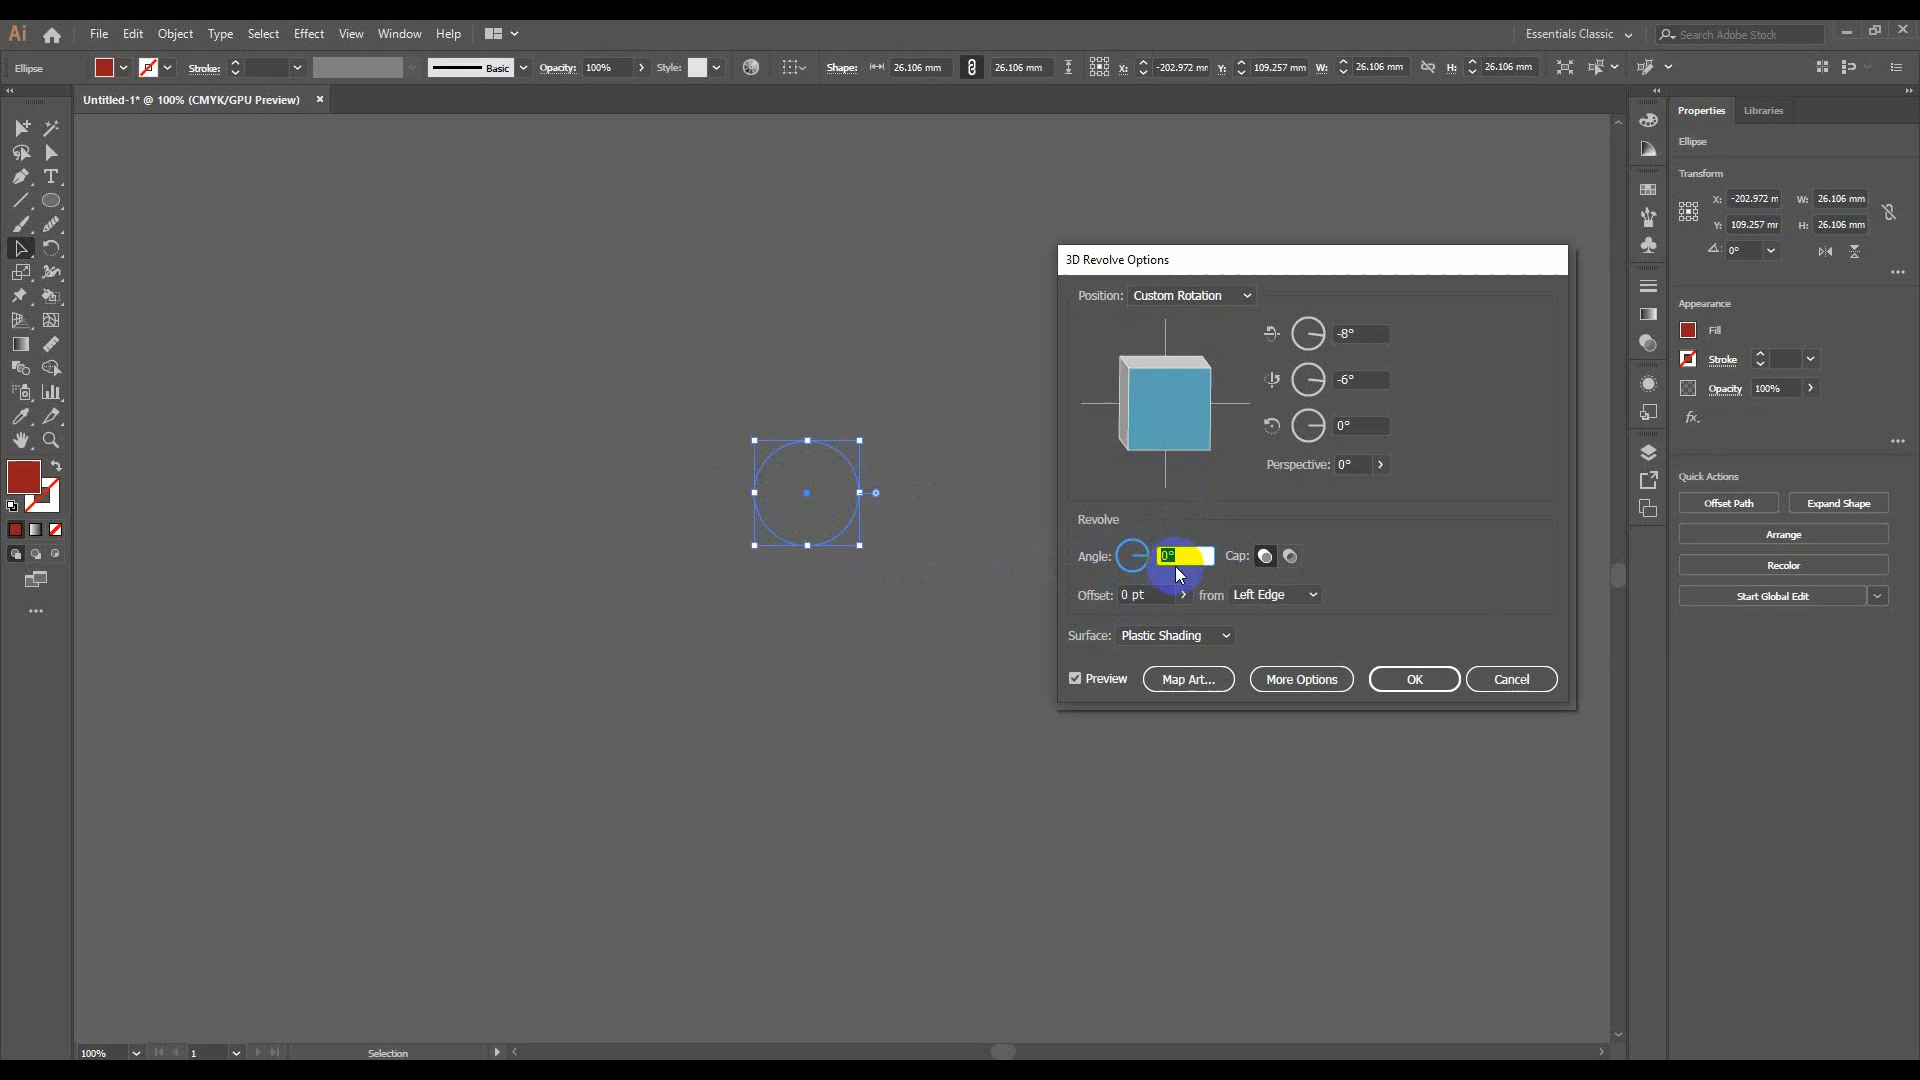 Ai File Edit Object Type Select Effect View Window Help Essentials Classic Search Adobe Stock
Ellipse Stroke: Basic Opacity: 100% Style: Shape: 26.106 mm 26.106 mm X: -202.972 mm Y: 109.257 mm W: 26.106 mm H: 26.106 mm
Untitled-1* @ 100% (CMYK/GPU Preview) ×
Properties Libraries
Ellipse
Transform
X: -202.972 m W: 26.106 mm
Y: 109.257 mm H: 26.106 mm
0°
Appearance
Fill
Stroke
Opacity 100%
fx.
Quick Actions
Offset Path Expand Shape
Arrange
Recolor
Start Global Edit
3D Revolve Options
Position: Custom Rotation
-8°
-6°
0°
Perspective: 0°
Revolve
Angle: 0° Cap:
Offset: 0 pt from Left Edge
Surface: Plastic Shading
Preview Map Art... More Options OK Cancel
100% 1 Selection